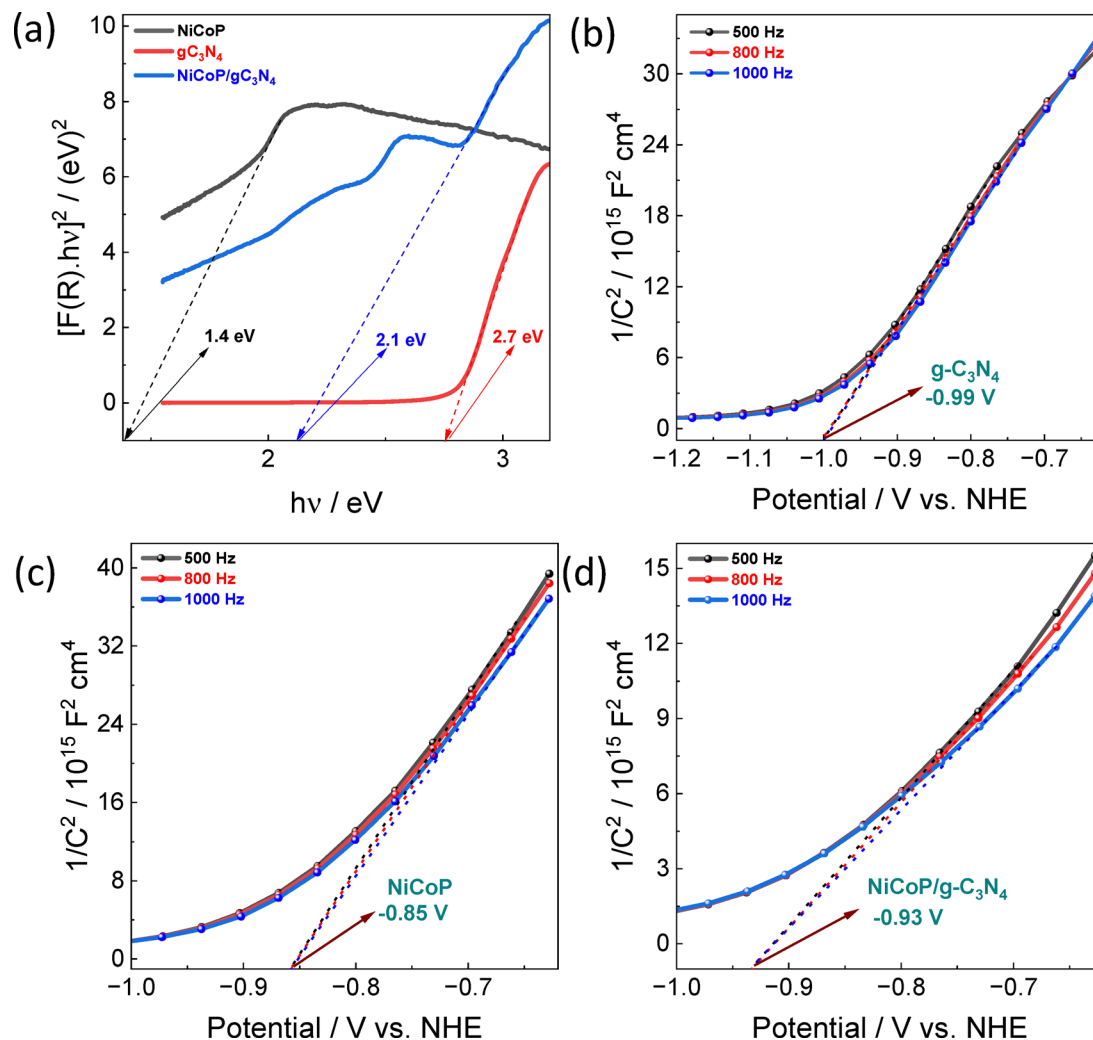 (a)
NiCoP
gC₃N₄
NiCoP/gC₃N₄
10
8
6
4
2
0
[F(R).hν]² / (eV)²
1.4 eV
2.1 eV
2.7 eV
2
3
hν / eV
(b)
500 Hz
800 Hz
1000 Hz
30
24
18
12
6
0
1/C² / 10¹⁵ F² cm⁴
g-C₃N₄
-0.99 V
−1.2 −1.1 −1.0 −0.9 −0.8 −0.7
Potential / V vs. NHE
(c)
500 Hz
800 Hz
1000 Hz
40
32
24
16
8
0
1/C² / 10¹⁵ F² cm⁴
NiCoP
-0.85 V
−1.0 −0.9 −0.8 −0.7
Potential / V vs. NHE
(d)
500 Hz
800 Hz
1000 Hz
15
12
9
6
3
0
1/C² / 10¹⁵ F² cm⁴
NiCoP/g-C₃N₄
-0.93 V
−1.0 −0.9 −0.8 −0.7
Potential / V vs. NHE